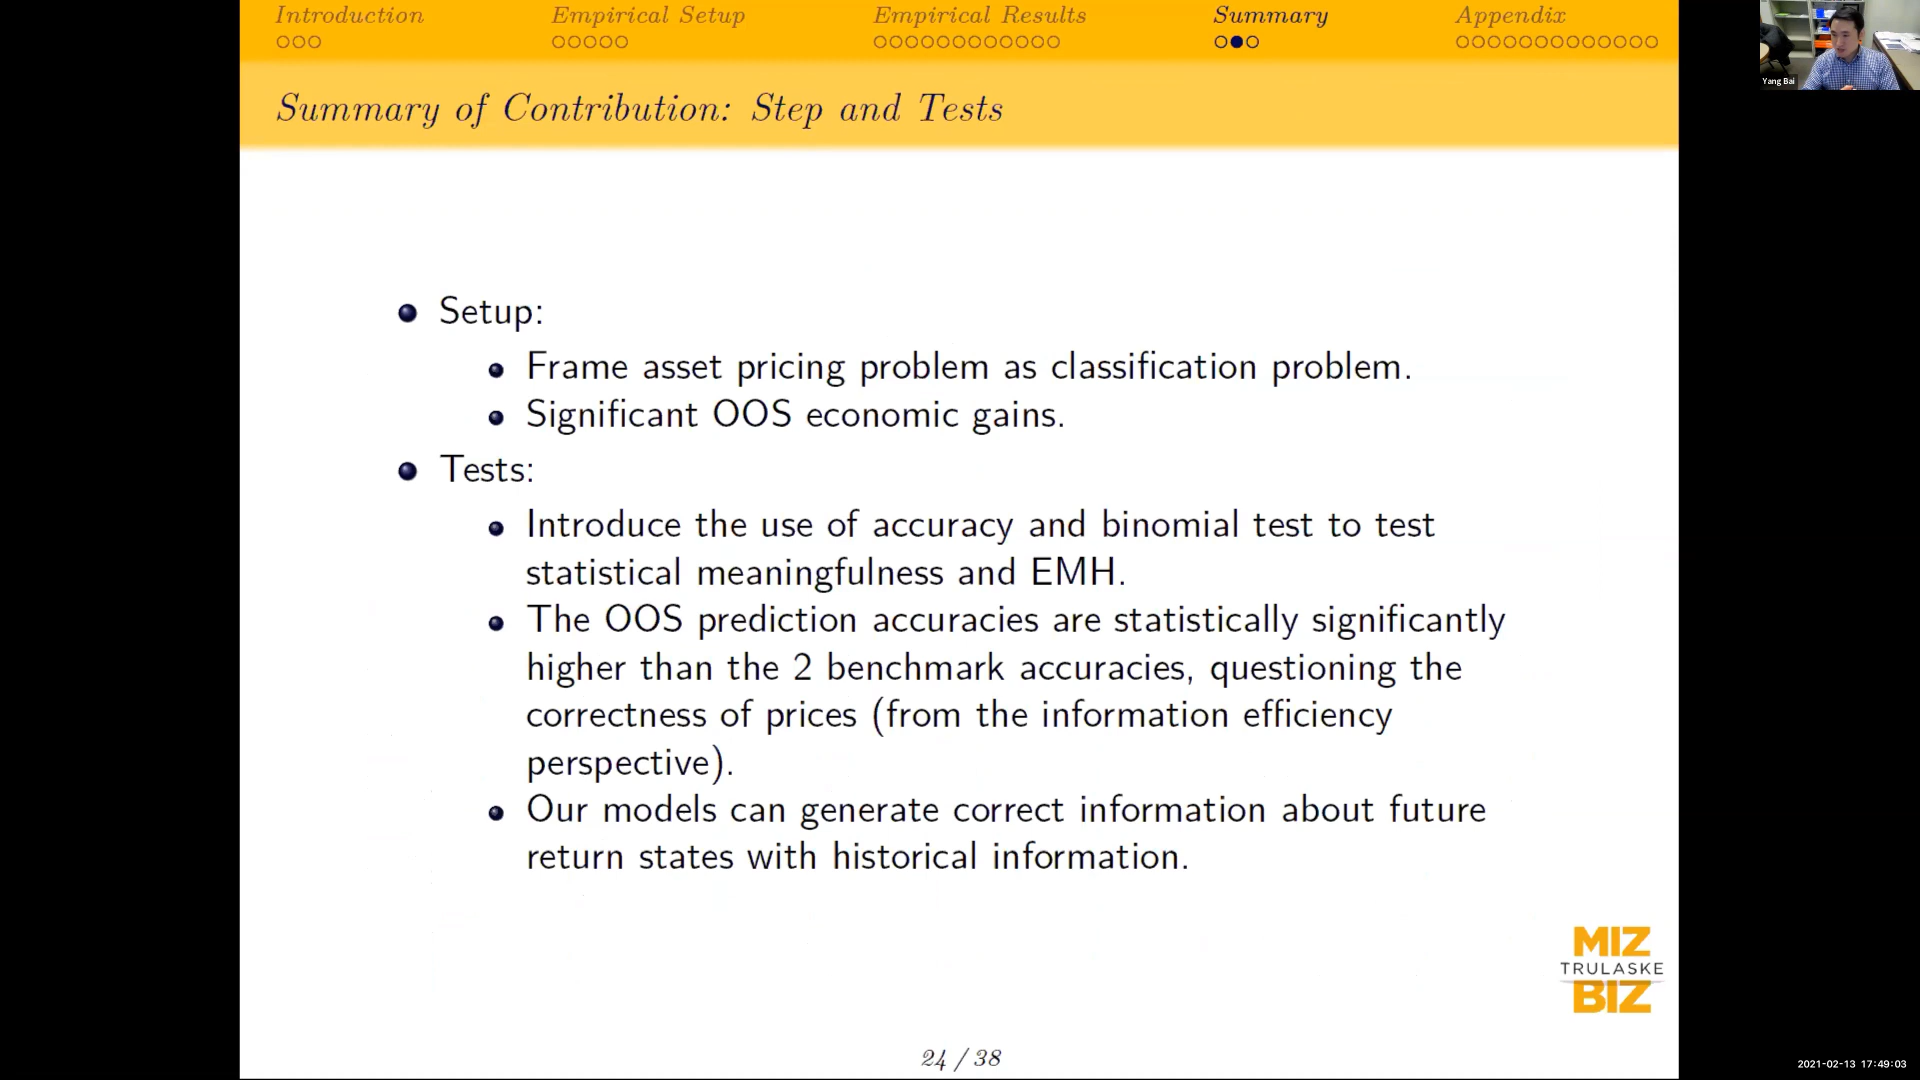 Introduction
Empirical Setup
Empirical Results
Summary
Appendix
Yang Bai
Summary of Contribution: Step and Tests
Setup:
Frame asset pricing problem as classification problem.
Significant OOS economic gains.
Tests:
Introduce the use of accuracy and binomial test to test
statistical meaningfulness and EMH.
The OOS prediction accuracies are statistically significantly
higher than the 2 benchmark accuracies, questioning the
correctness of prices (from the information efficiency
perspective).
Our models can generate correct information about future
return states with historical information.
MIZ
TRULASKE
BIZ
24 / 38
2021-02-13 17:49:03